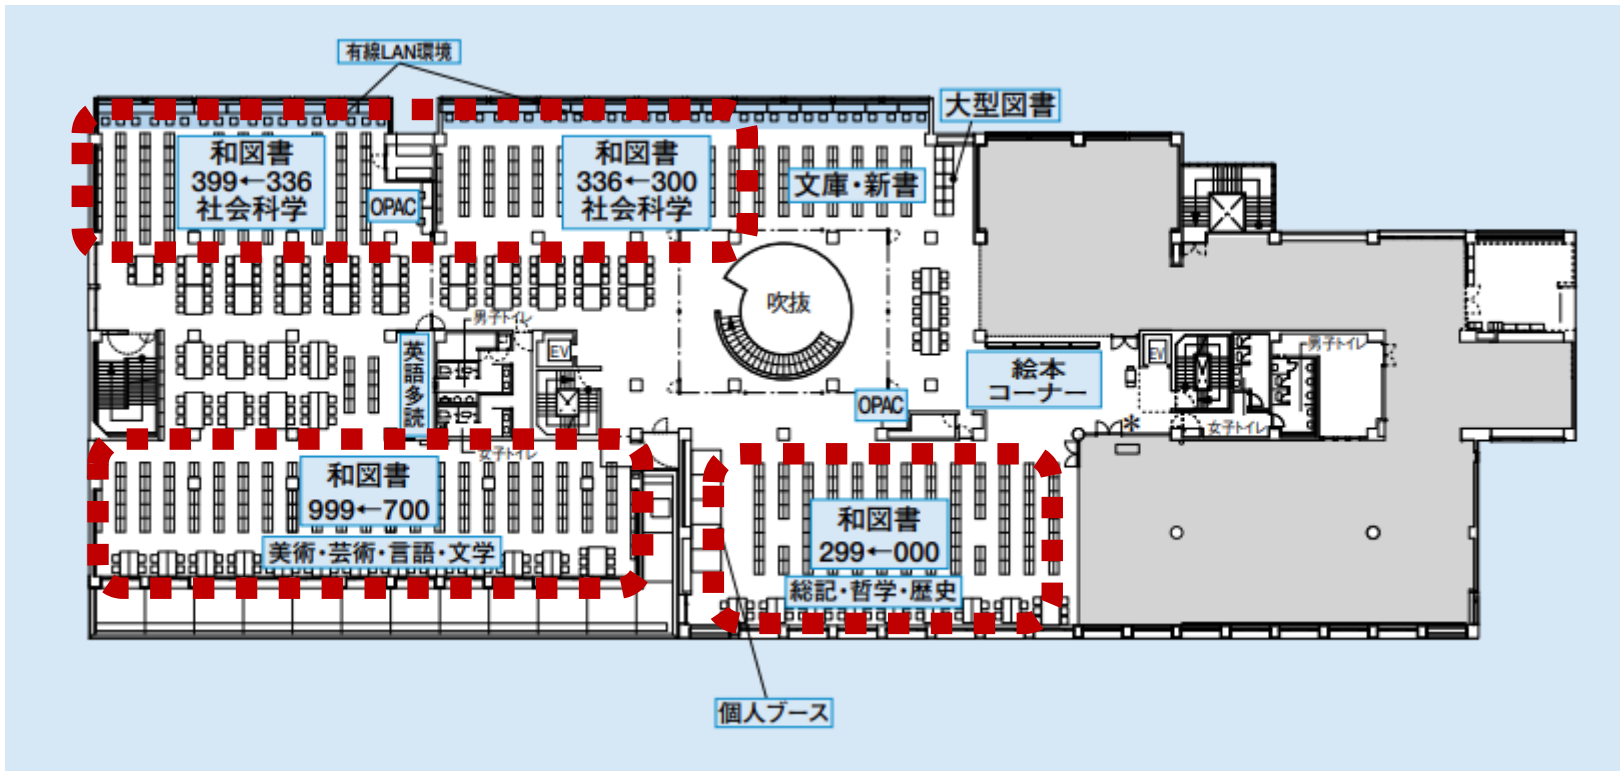 有線LAN環境
大型図書
和図書
399←336
社会科学
OPAC
和図書
336←300
社会科学
文庫・新書
吹抜
男子トイレ
EV
英語多読
女子トイレ
絵本
コーナー
OPAC
EV
男子トイレ
女子トイレ
*
和図書
999←700
美術・芸術・言語・文学
和図書
299←000
総記・哲学・歴史
個人ブース